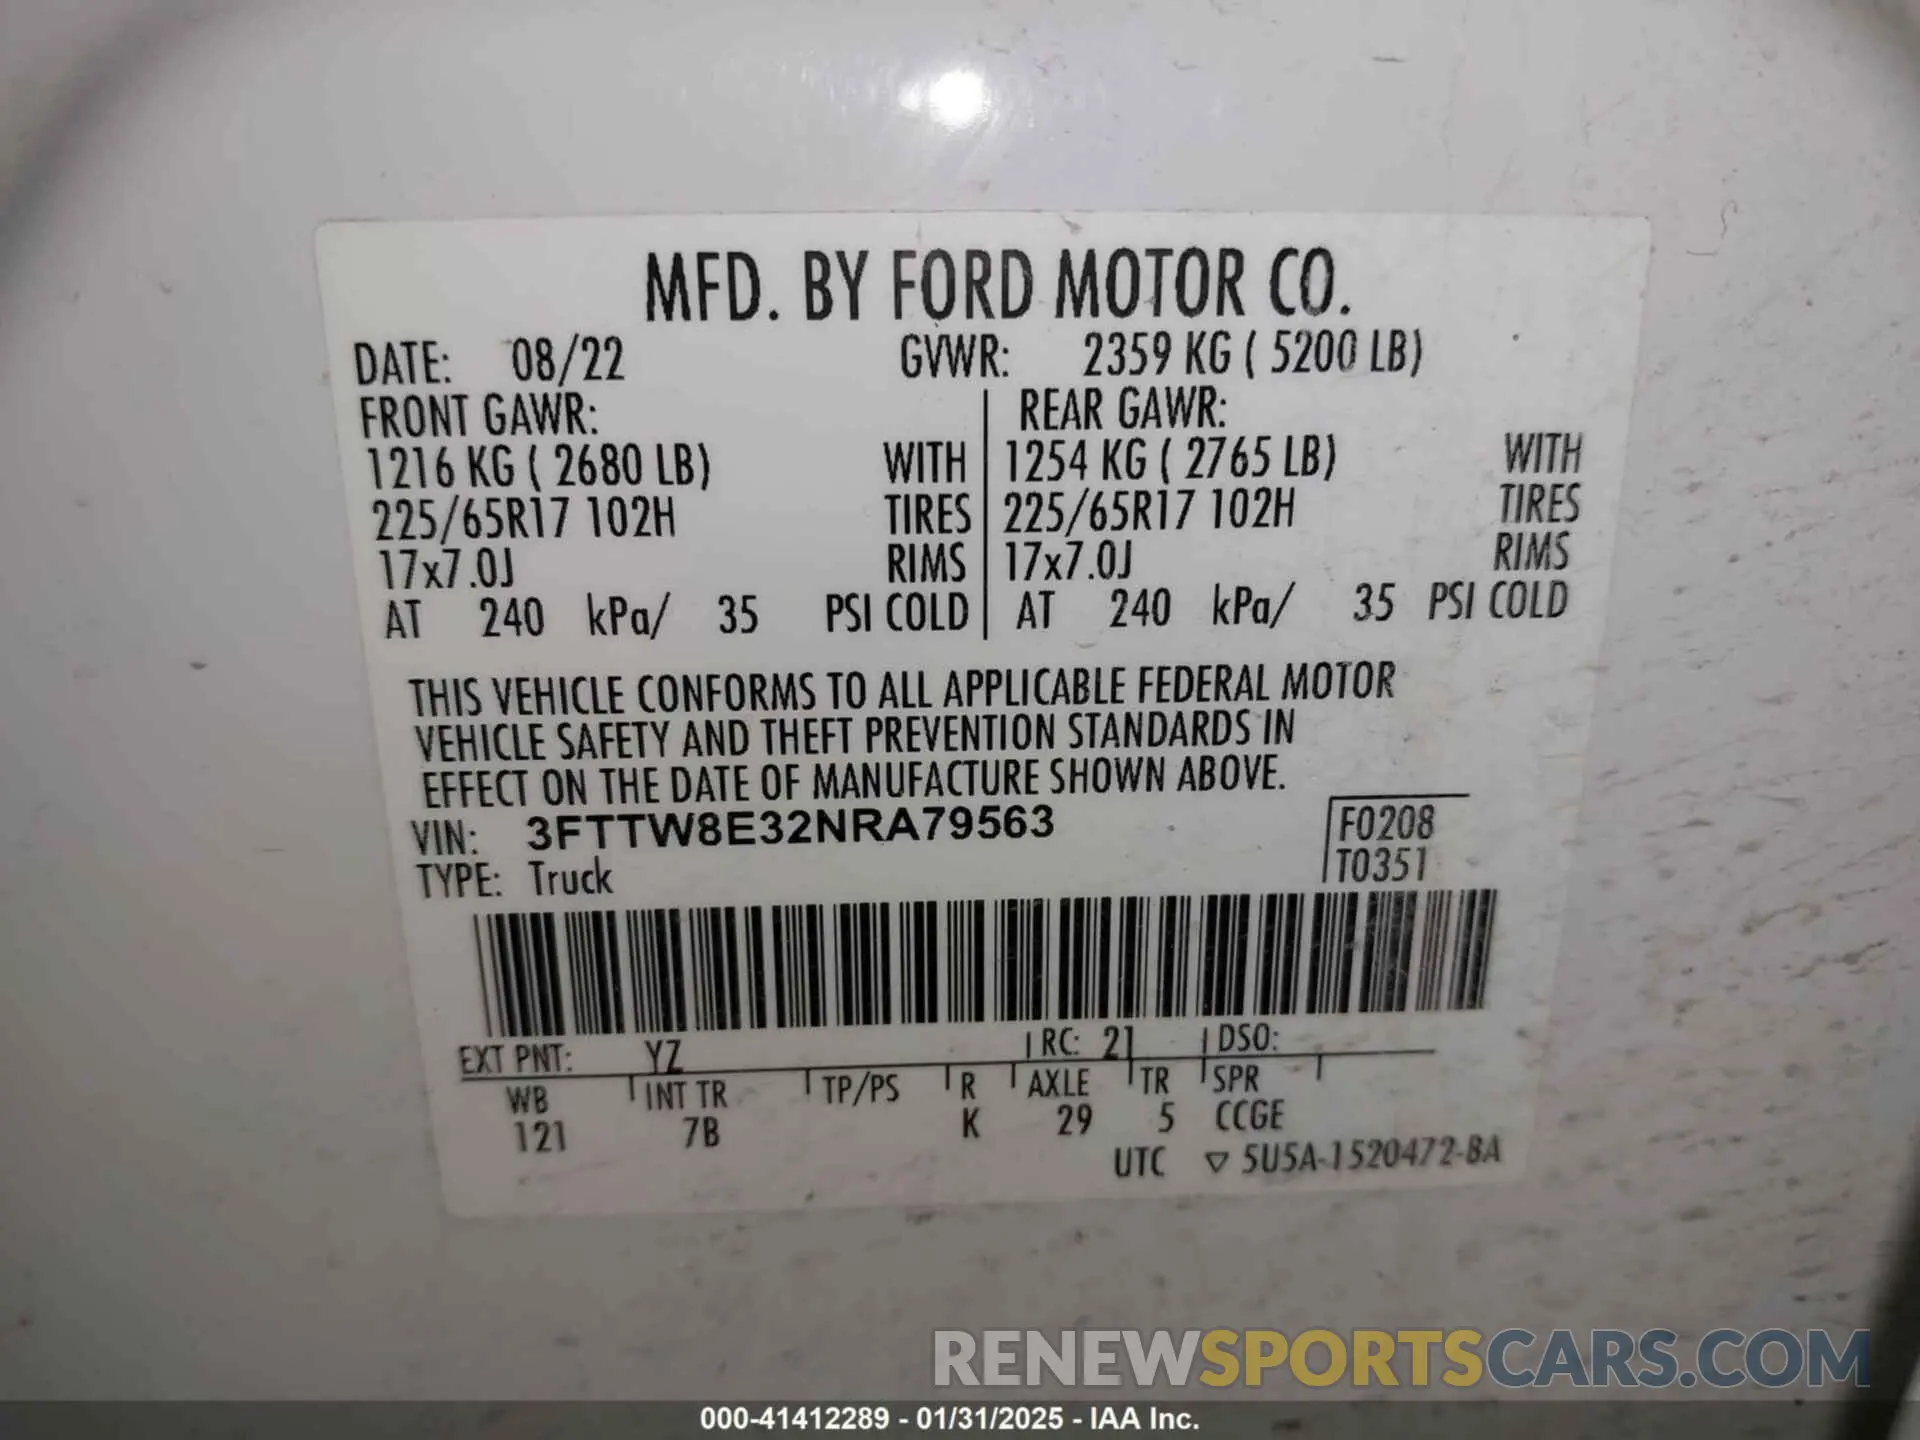 MFD. BY FORD MOTOR CO.
DATE: 08/22 GVWR: 2359 KG ( 5200 LB)
FRONT GAWR: REAR GAWR:
1216 KG ( 2680 LB) WITH 1254 KG ( 2765 LB) WITH
225/65R17 102H TIRES 225/65R17 102H TIRES
17x7.0J RIMS 17x7.0J RIMS
AT 240 kPa/ 35 PSI COLD AT 240 kPa/ 35 PSI COLD
THIS VEHICLE CONFORMS TO ALL APPLICABLE FEDERAL MOTOR
VEHICLE SAFETY AND THEFT PREVENTION STANDARDS IN
EFFECT ON THE DATE OF MANUFACTURE SHOWN ABOVE.
VIN: 3FTTW8E32NRA79563 F0208
TYPE: Truck T0351
EXT PNT: YZ RC: 21 DSO:
WB INT TR TP/PS R AXLE TR SPR
121 7B K 29 5 CCGE
UTC ▽ 5U5A-1520472-BA
RENEWSPORTSCARS.COM
000-41412289 - 01/31/2025 - IAA Inc.